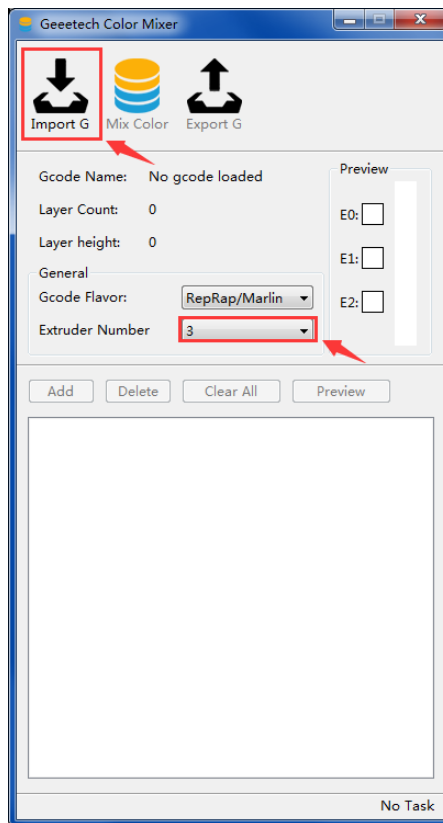 Geeetech Color Mixer
Import G Mix Color Export G
Gcode Name: No gcode loaded
Layer Count: 0
Layer height: 0
General
Gcode Flavor: RepRap/Marlin
Extruder Number 3
Preview
E0:
E1:
E2:
Add Delete Clear All Preview
No Task